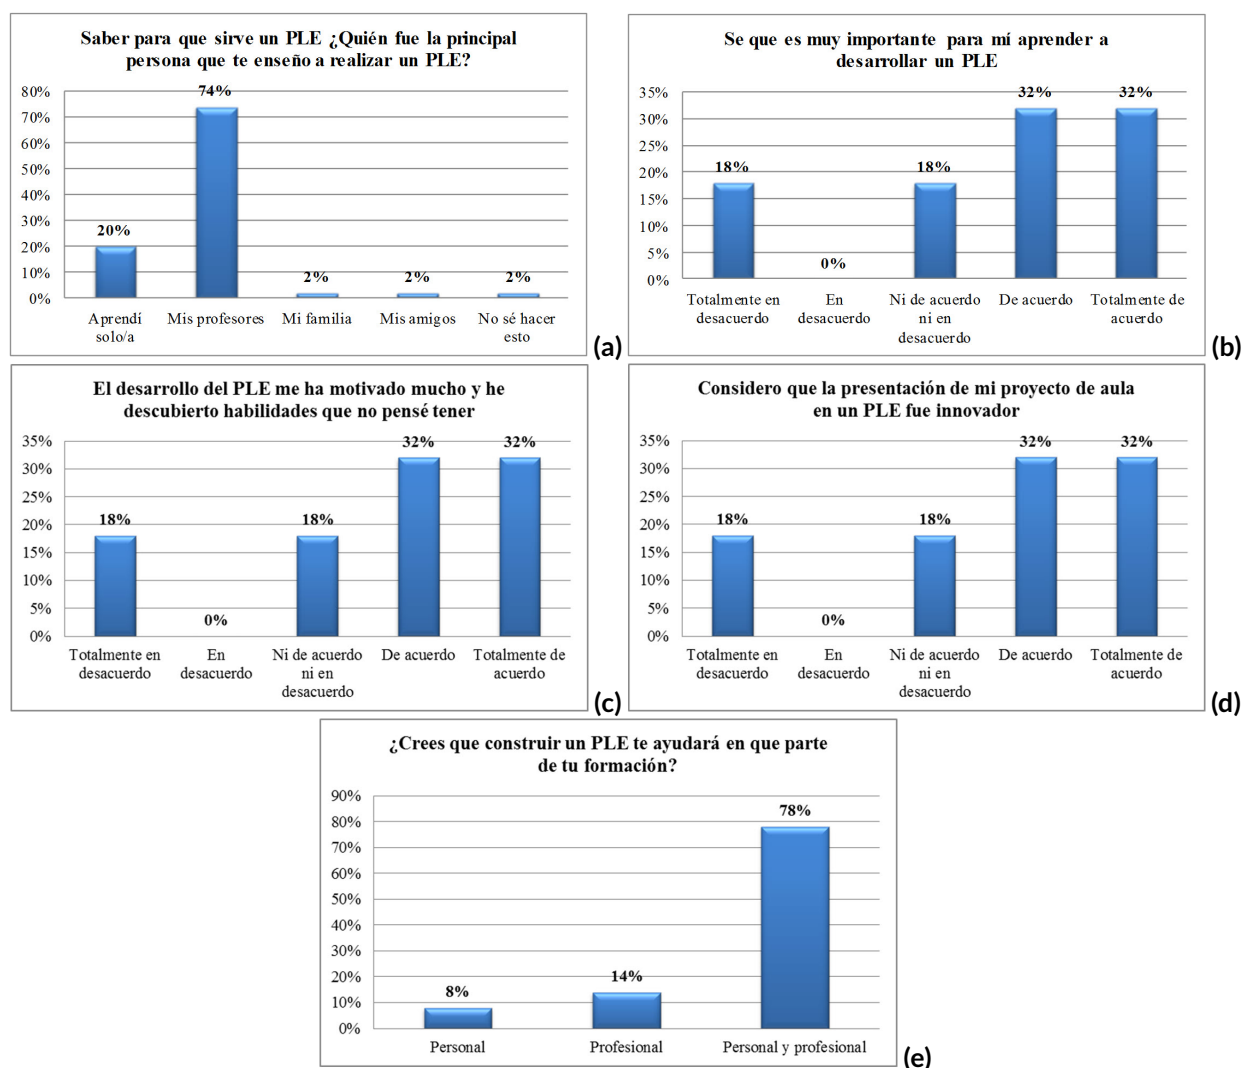 Saber para que sirve un PLE ¿Quién fue la principal
persona que te enseño a realizar un PLE?
80%
70%
60%
50%
40%
30%
20%
10%
0%
20%
74%
2%
2%
2%
Aprendí
solo/a
Mis profesores
Mi familia
Mis amigos
No sé hacer
esto
(a)
Se que es muy importante para mí aprender a
desarrollar un PLE
35%
30%
25%
20%
15%
10%
5%
0%
18%
0%
18%
32%
32%
Totalmente en
desacuerdo
En
desacuerdo
Ni de acuerdo
ni en
desacuerdo
De acuerdo
Totalmente de
acuerdo
(b)
El desarrollo del PLE me ha motivado mucho y he
descubierto habilidades que no pensé tener
35%
30%
25%
20%
15%
10%
5%
0%
18%
0%
18%
32%
32%
Totalmente en
desacuerdo
En
desacuerdo
Ni de acuerdo
ni en
desacuerdo
De acuerdo
Totalmente de
acuerdo
(c)
Considero que la presentación de mi proyecto de aula
en un PLE fue innovador
35%
30%
25%
20%
15%
10%
5%
0%
18%
0%
18%
32%
32%
Totalmente en
desacuerdo
En
desacuerdo
Ni de acuerdo
ni en
desacuerdo
De acuerdo
Totalmente de
acuerdo
(d)
¿Crees que construir un PLE te ayudará en que parte
de tu formación?
90%
80%
70%
60%
50%
40%
30%
20%
10%
0%
8%
14%
78%
Personal
Profesional
Personal y profesional
(e)